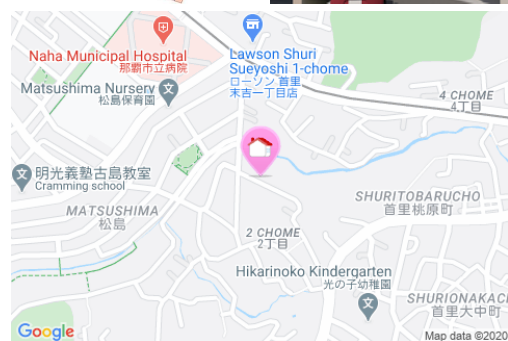 Naha Municipal Hospital
那覇市立病院
Lawson Shuri
Sueyoshi 1-chome
ローソン 首里
末吉一丁目店
Matsushima Nursery
松島保育園
4 CHOME
4丁目
明光義塾古島教室
Cramming school
MATSUSHIMA
松島
SHURITOBARUCHO
首里桃原町
2 CHOME
2丁目
Hikarinoko Kindergarten
光の子幼稚園
SHURIONAKACH
首里大中町
Google
Map data ©2020